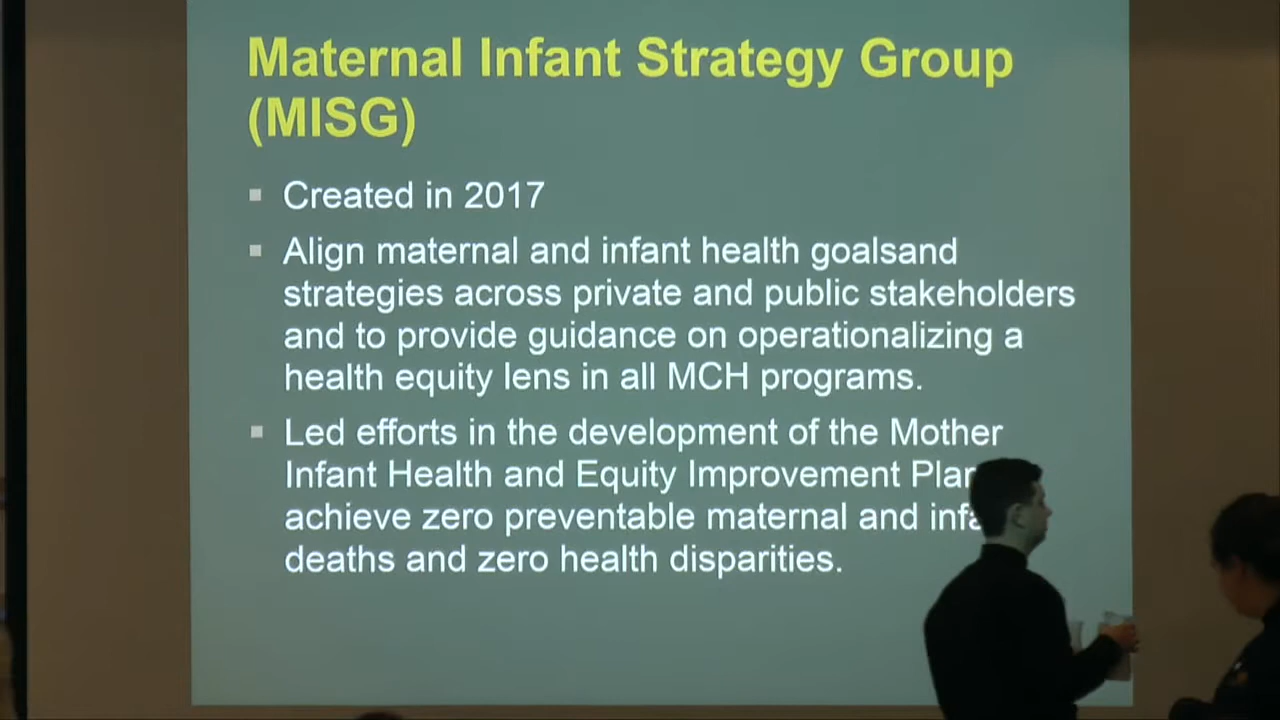 Maternal Infant Strategy Group
(MISG)
Created in 2017
Align maternal and infant health goalsand
strategies across private and public stakeholders
and to provide guidance on operationalizing a
health equity lens in all MCH programs.
Led efforts in the development of the Mother
Infant Health and Equity Improvement
achieve zero preventable maternal and
deaths and zero health disparities.